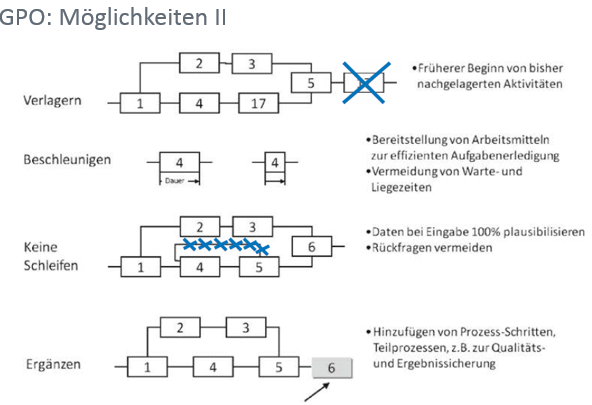 GPO: Möglichkeiten II
2 3
5
•Früherer Beginn von bisher
nachgelagerten Aktivitäten
Verlagern
1 4 17
Beschleunigen
4 4
Dauer
•Bereitstellung von Arbeitsmitteln
zur effizienten Aufgabenerledigung
•Vermeidung von Warte- und
Liegezeiten
2 3
6
•Daten bei Eingabe 100% plausibilisieren
•Rückfragen vermeiden
Keine
Schleifen
1 4 5
2 3
•Hinzufügen von Prozess-Schritten,
Teilprozessen, z.B. zur Qualitäts-
und Ergebnissicherung
Ergänzen
1 4 5 6